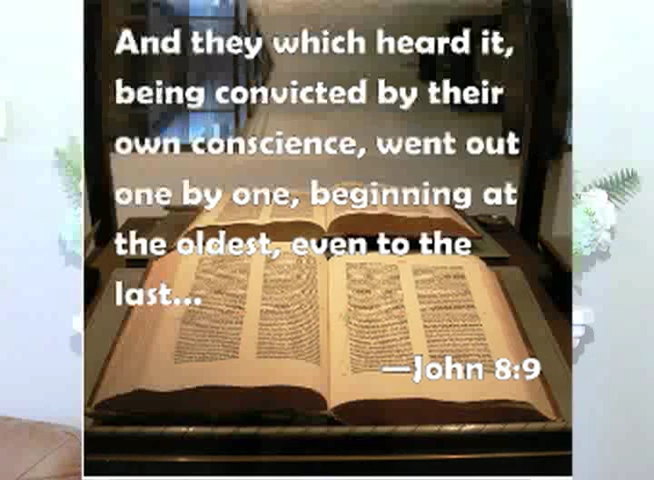 And they which heard it,
being convicted by their
own conscience, went out
one by one, beginning at
the oldest, even to the
last...
—John 8:9